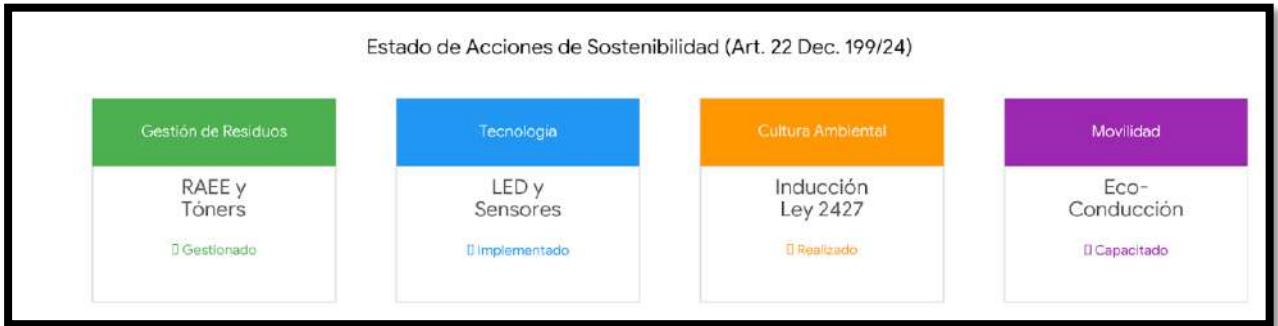 Estado de Acciones de Sostenibilidad (Art. 22 Dec. 199/24)
Gestión de Residuos
RAEE y
Tóners
Gestionado
Tecnología
LED y
Sensores
Implementado
Cultura Ambiental
Inducción
Ley 2427
Realizado
Movilidad
Eco-
Conducción
Capacitado